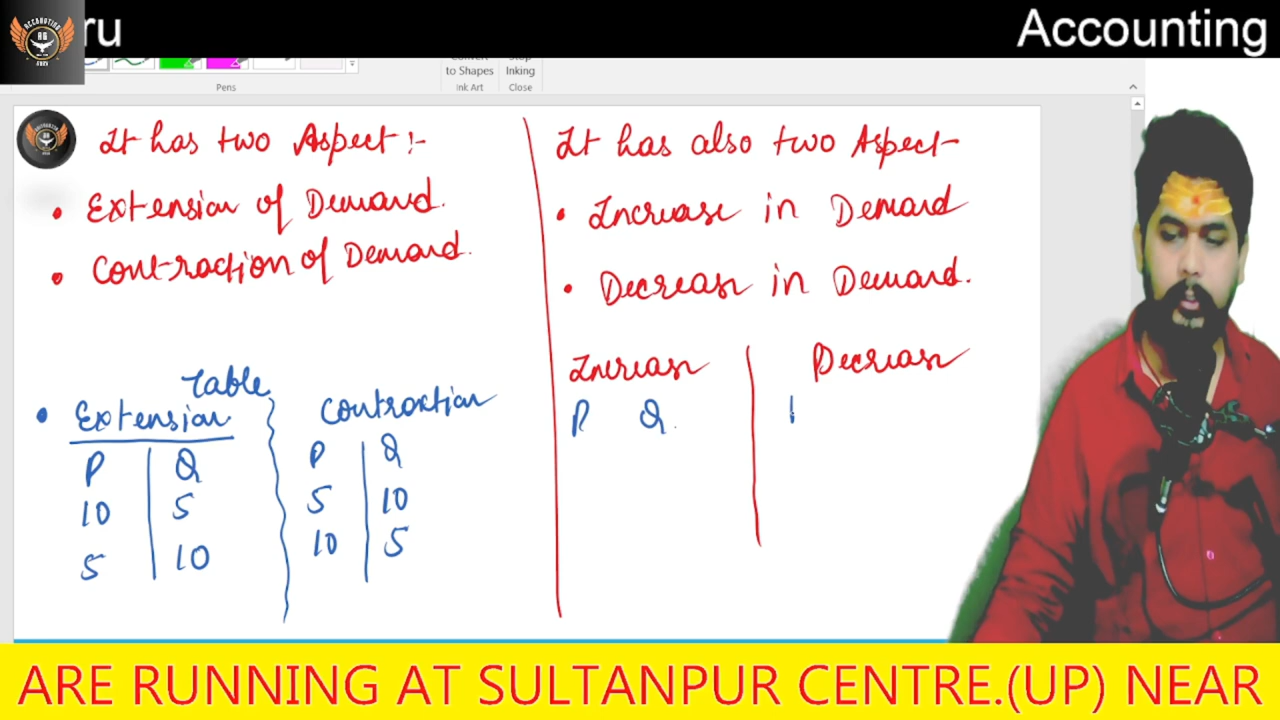 ru
Accounting
to Shapes
Inking
Pens
Ink Art
Close
It has two Aspect :-
• Extension of Demand.
• Contraction of Demand.
It has also two Aspect-
• Increase in Demand
• Decrease in Demand.
Table
• Extension
P Q
10 5
5 10
Contraction
P Q
5 10
10 5
Increase
P Q.
Decrease
ARE RUNNING AT SULTANPUR CENTRE.(UP) NEAR